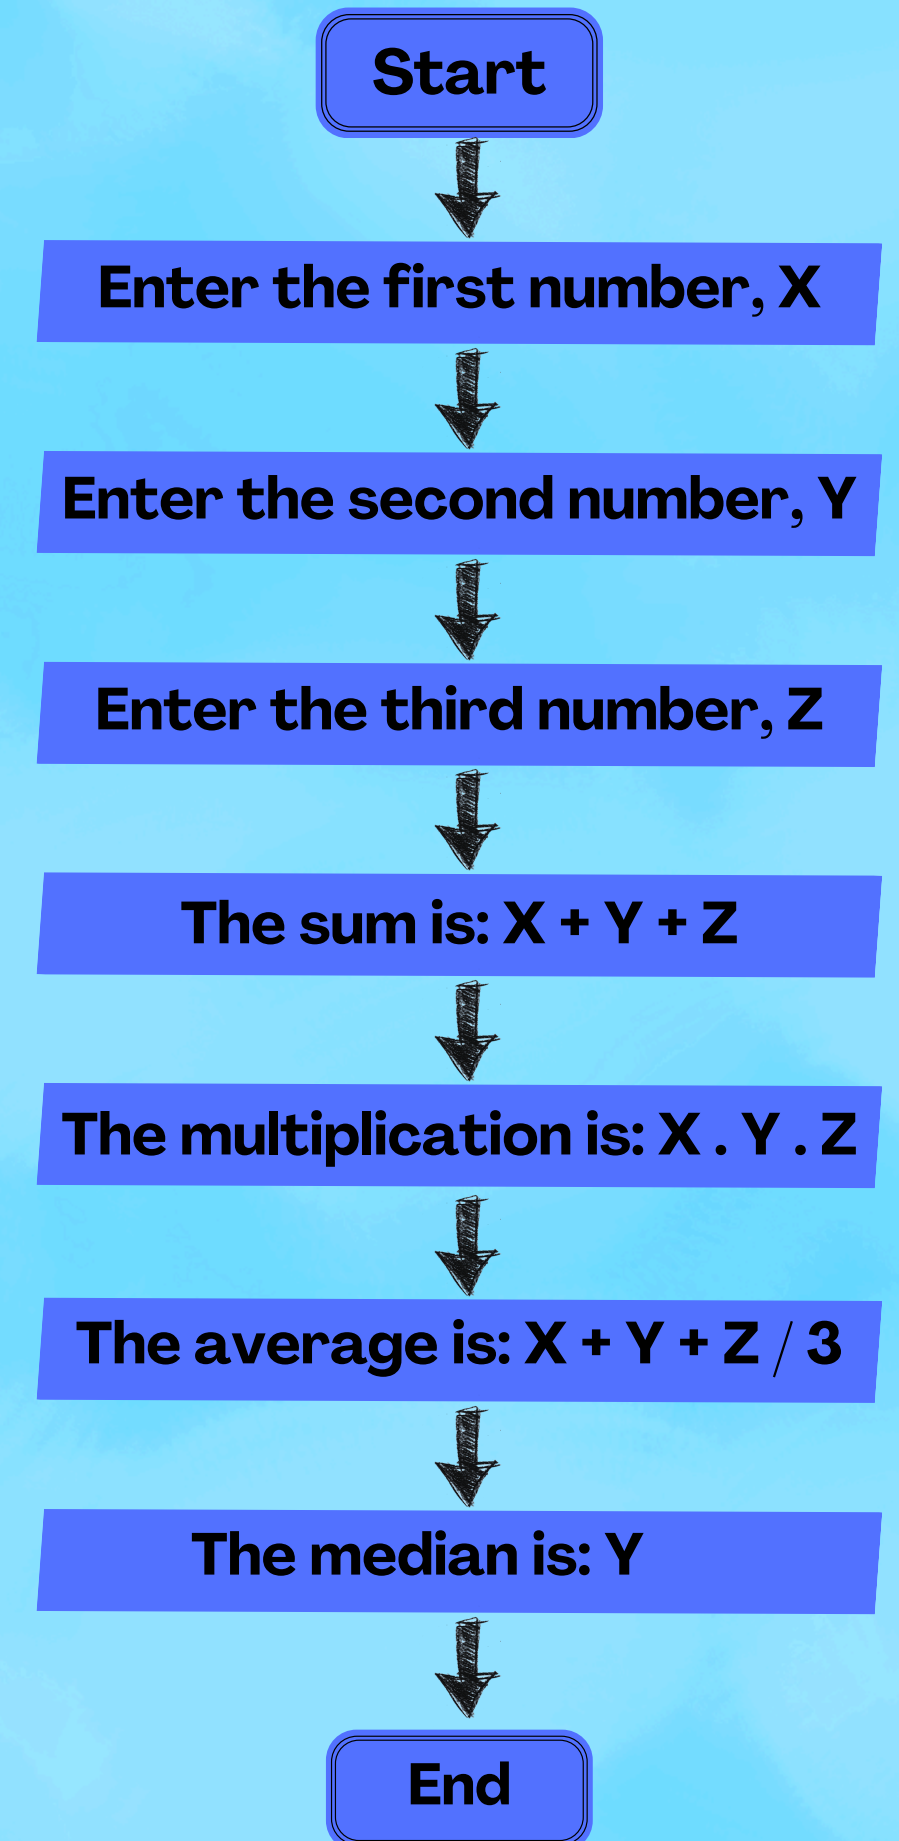 Start
Enter the first number, X
Enter the second number, Y
Enter the third number, Z
The sum is: X + Y + Z
The multiplication is: X . Y . Z
The average is: X + Y + Z / 3
The median is: Y
End